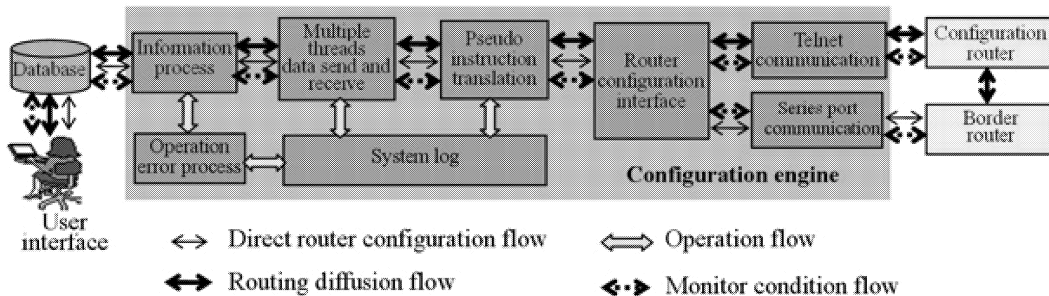 Database
Information
process
Multiple
threads
data send and
receive
Pseudo
instruction
translation
Router
configuration
interface
Telnet
communication
Configuration
router
Series port
communication
Border
router
Operation
error process
System log
Configuration engine
User
interface
Direct router configuration flow
Operation flow
Routing diffusion flow
Monitor condition flow